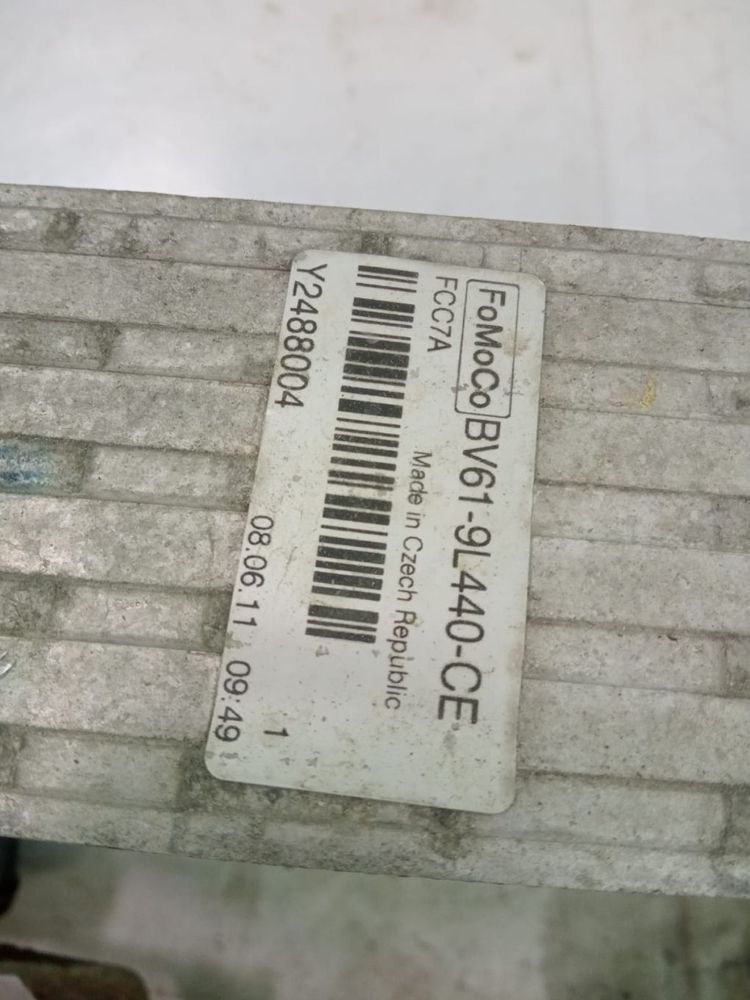 FoMoCo BV61-9L440-CE
FCC7A
Made in Czech Republic
1
Y2488004
08.06.11 09:49